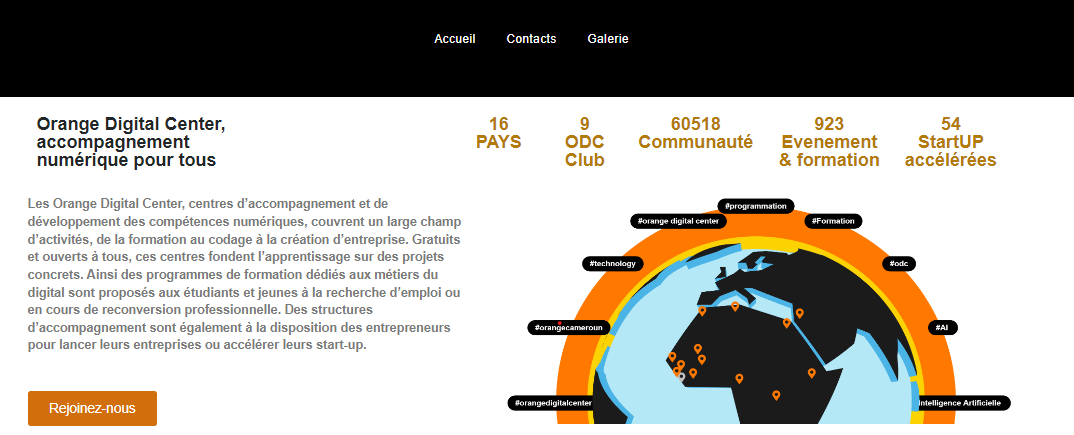 Accueil Contacts Galerie
Orange Digital Center,
accompagnement
numérique pour tous
16
PAYS
9
ODC
Club
60518
Communauté
923
Evenement
& formation
54
StartUP
accélérées
Les Orange Digital Center, centres d'accompagnement et de
développement des compétences numériques, couvrent un large champ
d'activités, de la formation au codage à la création d'entreprise. Gratuits
et ouverts à tous, ces centres fondent l'apprentissage sur des projets
concrets. Ainsi des programmes de formation dédiés aux métiers du
digital sont proposés aux étudiants et jeunes à la recherche d'emploi ou
en cours de reconversion professionnelle. Des structures
d'accompagnement sont également à la disposition des entrepreneurs
pour lancer leurs entreprises ou accélérer leurs start-up.
Rejoinez-nous
#programmation
#orange digital center
#Formation
#technology
#odc
#orangecameroun
#AI
#orangedigitalcenter
Intelligence Artificielle